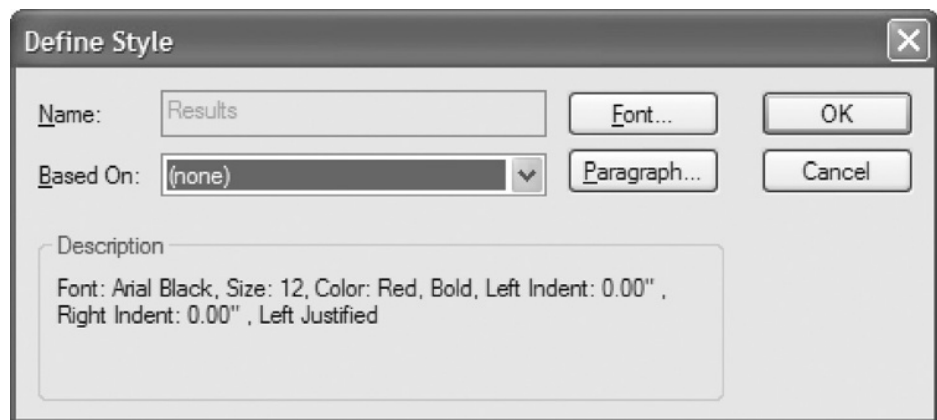 Define Style
Name: Results Font... OK
Based On: (none) Paragraph... Cancel
Description
Font: Arial Black, Size: 12, Color: Red, Bold, Left Indent: 0.00" ,
Right Indent: 0.00" , Left Justified